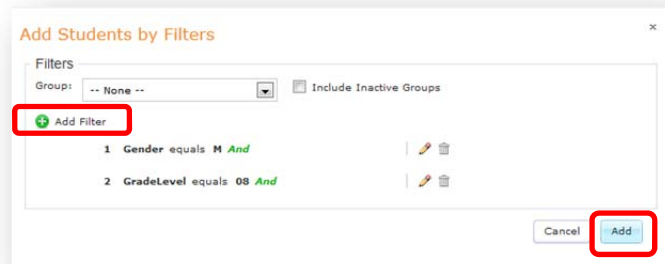 Add Students by Filters
Filters
Group: -- None -- Include Inactive Groups
Add Filter
1 Gender equals M And
2 GradeLevel equals 08 And
Cancel Add